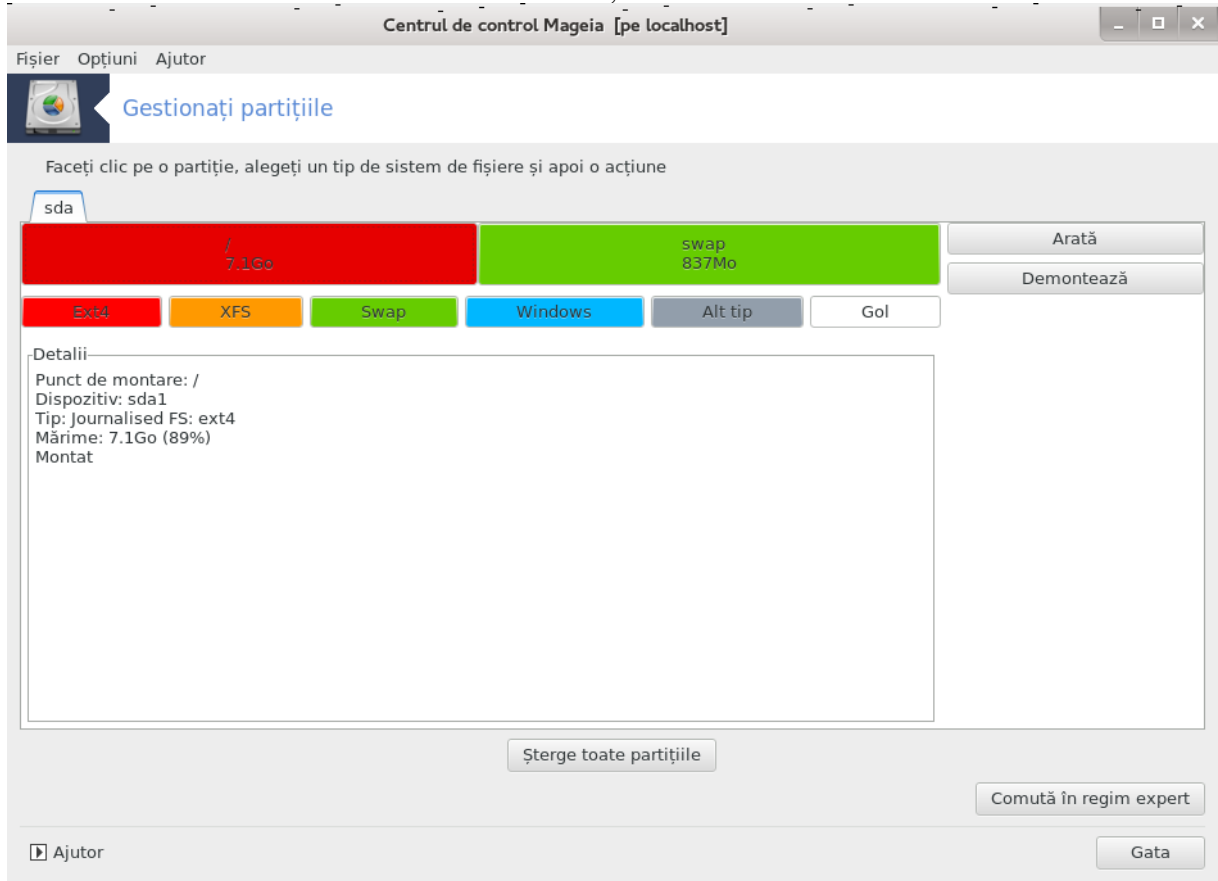 Centrul de control Mageia [pe localhost]
Fișier Opțiuni Ajutor
Gestionați partițiile
Faceți clic pe o partiție, alegeți un tip de sistem de fișiere și apoi o acțiune
sda
/
7.1Go
swap
837Mo
Arată
Demontează
Ext4 XFS Swap Windows Alt tip Gol
Detalii
Punct de montare: /
Dispozitiv: sda1
Tip: Journalised FS: ext4
Mărime: 7.1Go (89%)
Montat
Șterge toate partițiile
Comută în regim expert
Ajutor
Gata